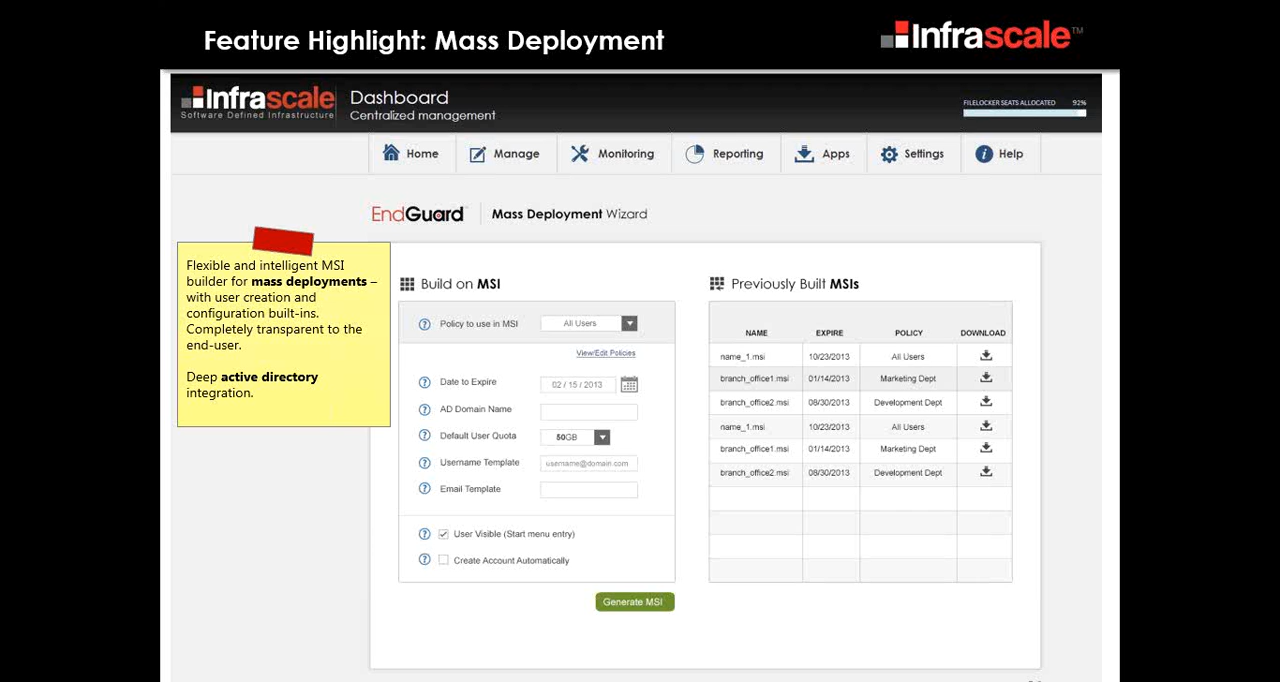 Feature Highlight: Mass Deployment
Infrascale™
Infrascale
Software Defined Infrastructure
Dashboard
Centralized management
FILELOCKER SEATS ALLOCATED 92%
Home Manage Monitoring Reporting Apps Settings Help
EndGuard Mass Deployment Wizard
Flexible and intelligent MSI
builder for mass deployments –
with user creation and
configuration built-ins.
Completely transparent to the
end-user.
Deep active directory
integration.
Build on MSI
Policy to use in MSI All Users
View/Edit Policies
Date to Expire 02 / 15 / 2013
AD Domain Name
Default User Quota 50GB
Username Template username@domain.com
Email Template
User Visible (Start menu entry)
Create Account Automatically
Generate MSI
Previously Built MSIs
NAME EXPIRE POLICY DOWNLOAD
name_1.msi 10/23/2013 All Users
branch_office1.msi 01/14/2013 Marketing Dept
branch_office2.msi 08/30/2013 Development Dept
name_1.msi 10/23/2013 All Users
branch_office1.msi 01/14/2013 Marketing Dept
branch_office2.msi 08/30/2013 Development Dept